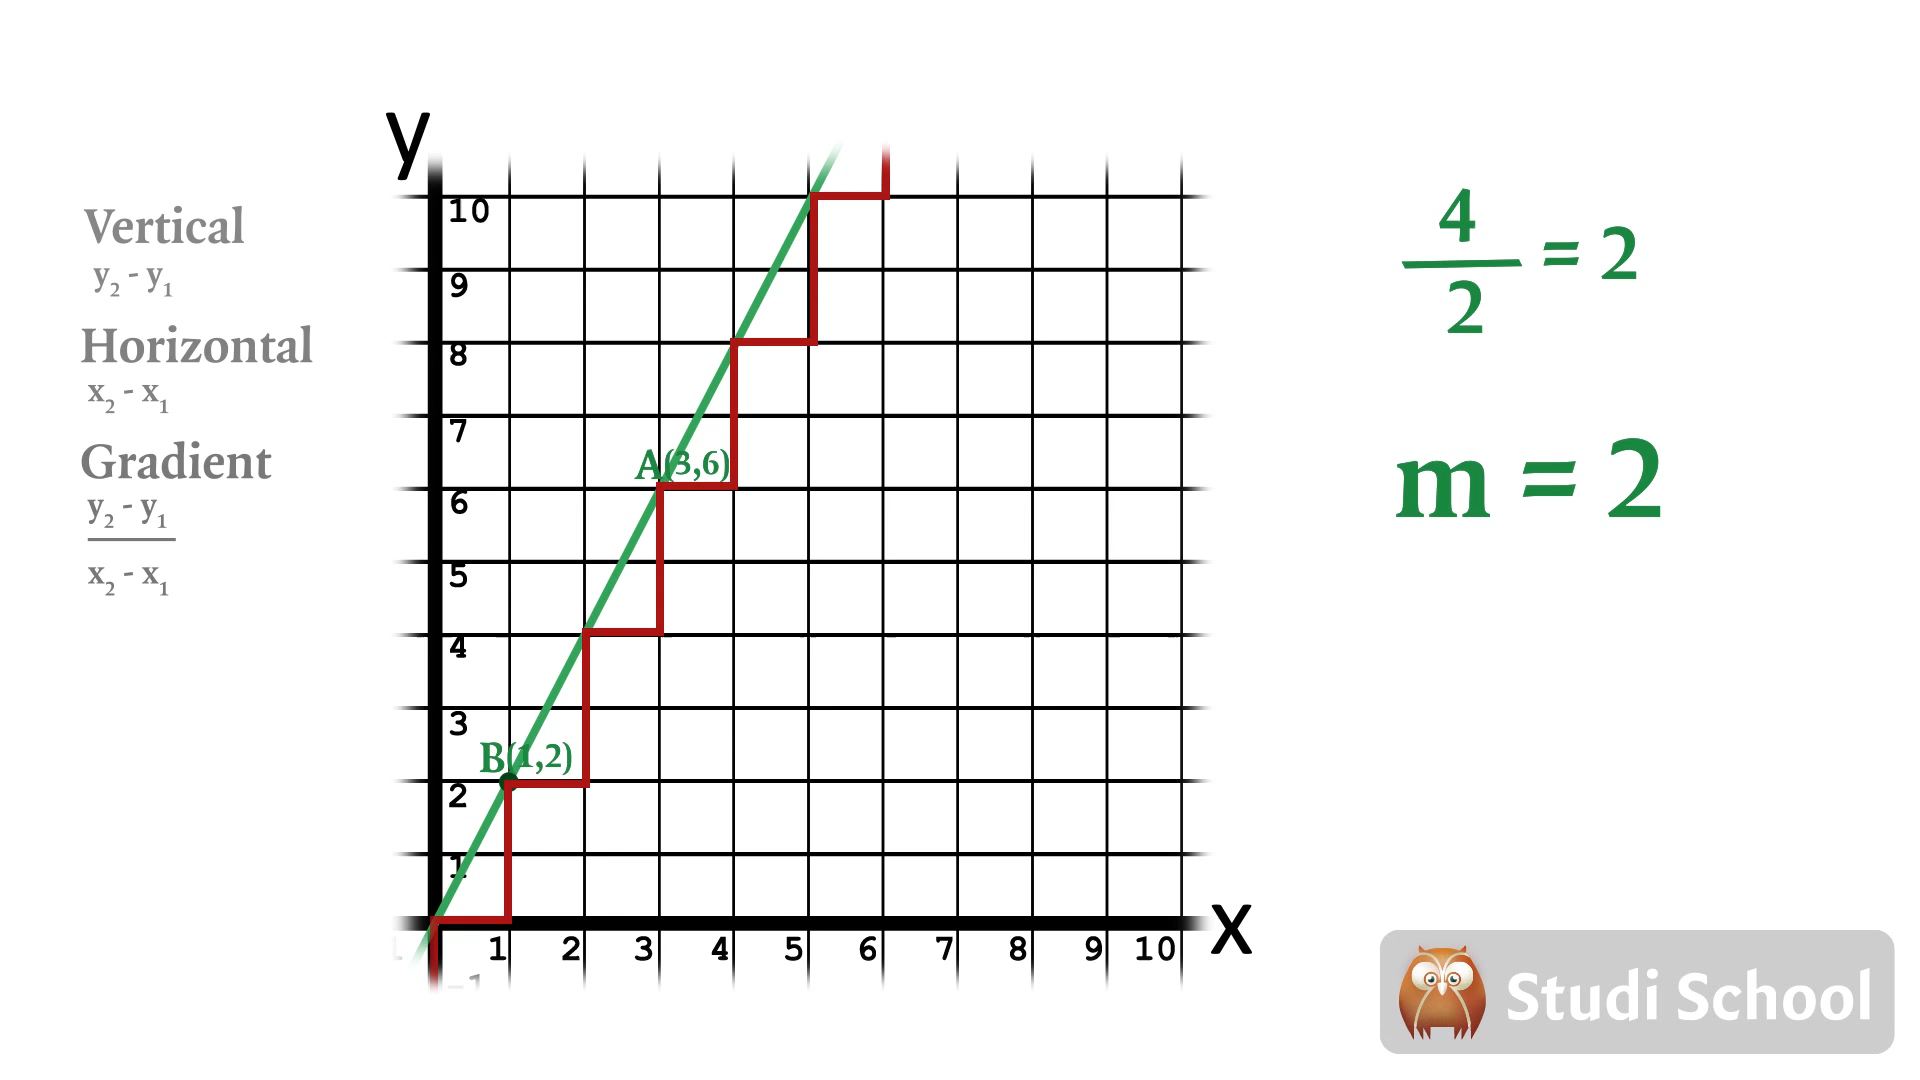 y
Vertical
y₂ - y₁
Horizontal
x₂ - x₁
Gradient
y₂ - y₁
x₂ - x₁
10
9
8
7
6
5
4
3
2
1
A(3,6)
B(1,2)
1 2 3 4 5 6 7 8 9 10
-1
x
4
2
= 2
m = 2
Studi School